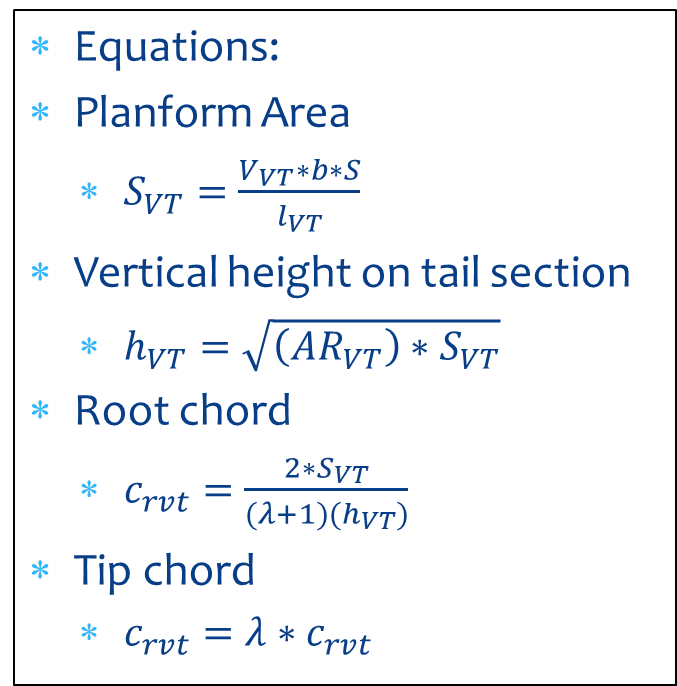 * Equations:
* Planform Area
* S_{VT} = \frac{V_{VT}*b*S}{l_{VT}}
* Vertical height on tail section
* h_{VT} = \sqrt{(AR_{VT}) * S_{VT}}
* Root chord
* c_{rvt} = \frac{2*S_{VT}}{(λ+1)(h_{VT})}
* Tip chord
* c_{rvt} = λ * c_{rvt}